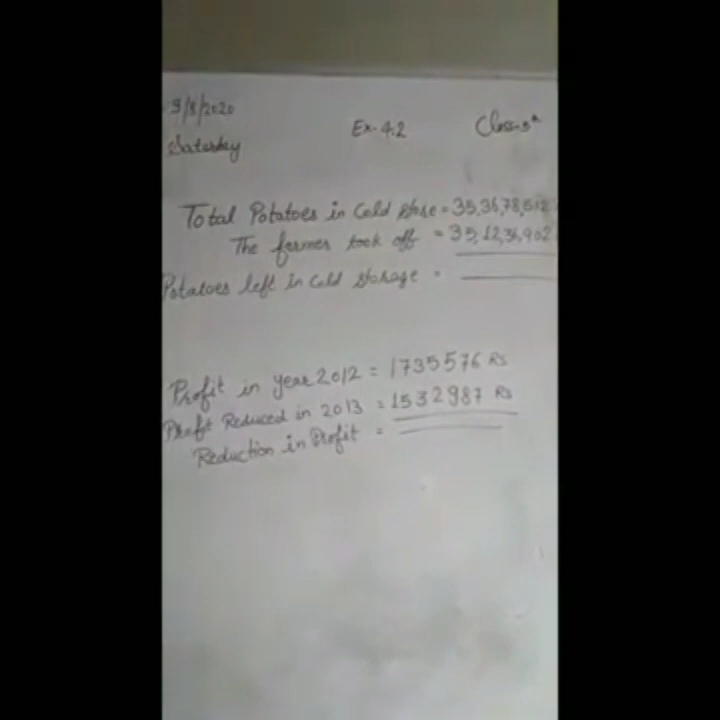 9/8/2020
Saturday
Ex-4.2
Class-5th
Total Potatoes in Cold store = 35,36,78,512
The farmer took off = 35,12,34,902
Potatoes left in Cold storage =
Profit in year 2012 = 1735576 Rs
Profit Reduced in 2013 = 1532987 Rs
Reduction in Profit =